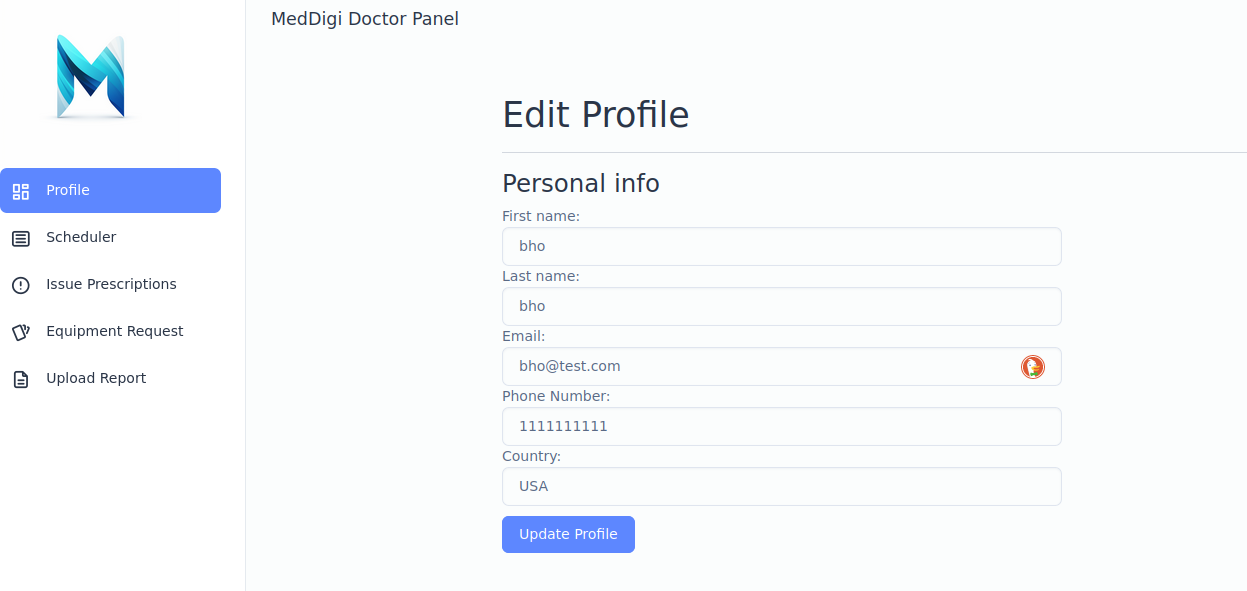 MedDigi Doctor Panel
Profile
Scheduler
Issue Prescriptions
Equipment Request
Upload Report
Edit Profile
Personal info
First name:
bho
Last name:
bho
Email:
bho@test.com
Phone Number:
1111111111
Country:
USA
Update Profile